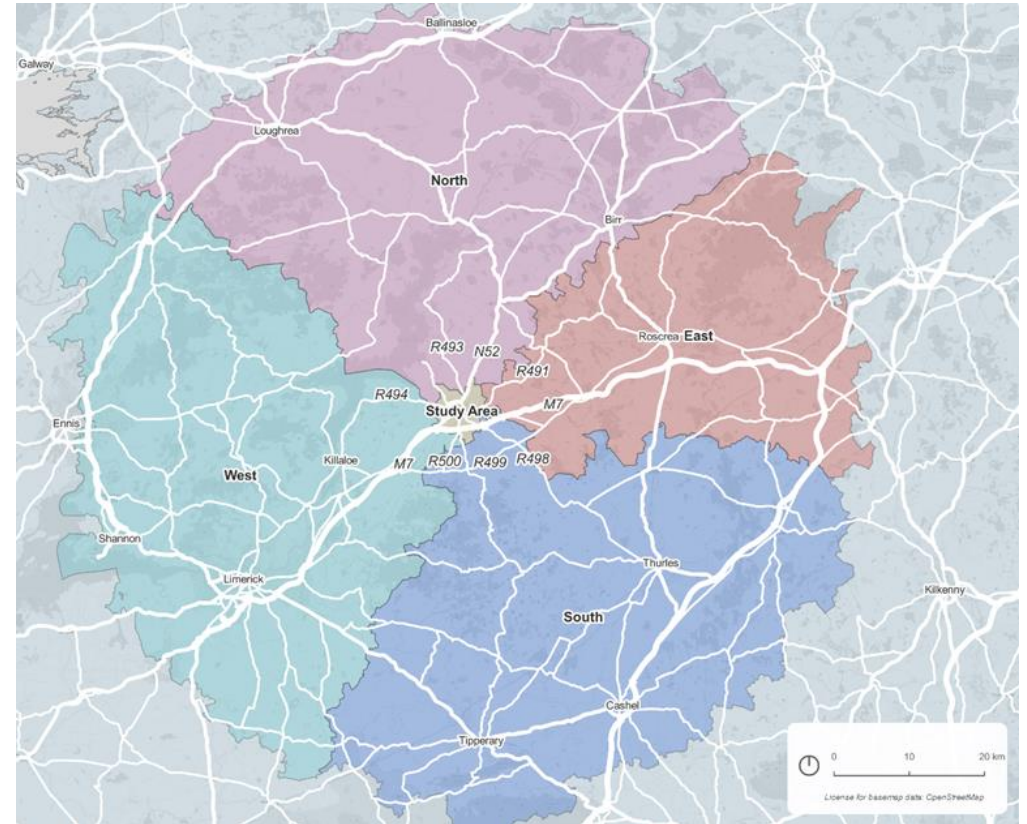 Ballinasloe
Galway
Loughrea
North
Birr
Roscrea East
R493 N52
R491
R494
M7
Study Area
Ennis
Killaloe
M7 R500 R499 R498
West
Shannon
Thurles
Limerick
Kilkenny
South
Cashel
Tipperary
0 10 20 km
License for basemap data: OpenStreetMap